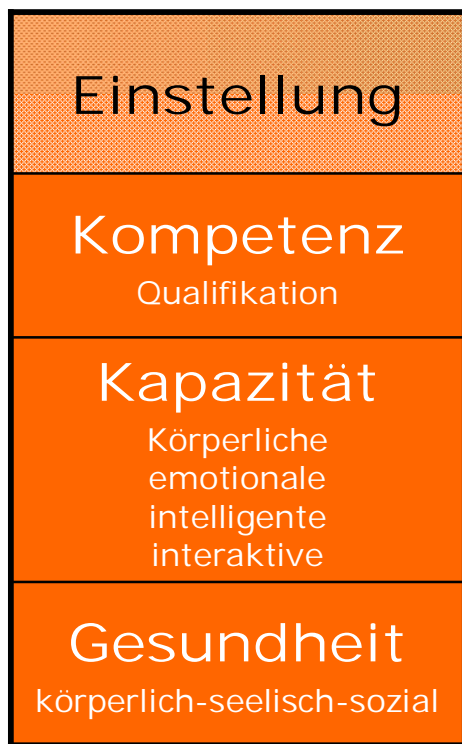 Einstellung
Kompetenz
Qualifikation
Kapazität
Körperliche
emotionale
intelligente
interaktive
Gesundheit
körperlich-seelisch-sozial